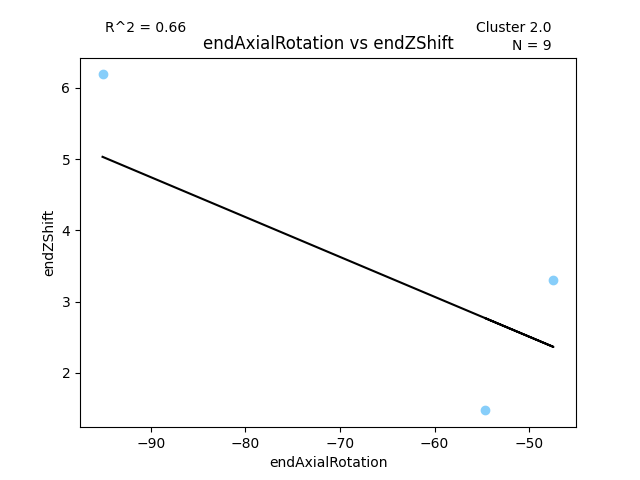 R^2 = 0.66
Cluster 2.0
endAxialRotation vs endZShift
N = 9
6
5
4
3
2
endZShift
−90
−80
−70
−60
−50
endAxialRotation